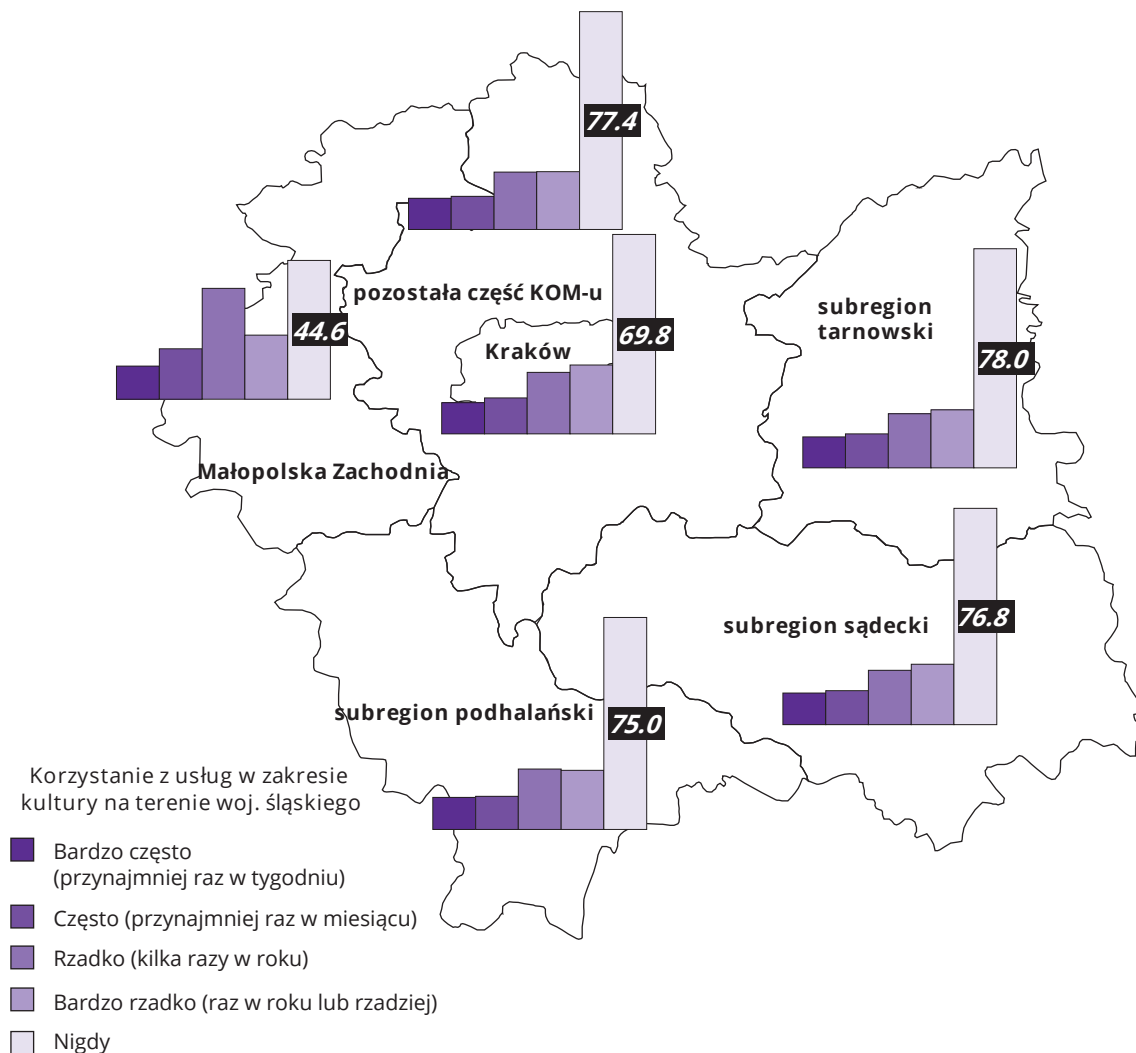 77.4
pozostała część KOM-u
44.6
Kraków
69.8
subregion
tarnowski
78.0
Małopolska Zachodnia
subregion sądecki
76.8
subregion podhalański
75.0
Korzystanie z usług w zakresie
kultury na terenie woj. śląskiego
Bardzo często
(przynajmniej raz w tygodniu)
Często (przynajmniej raz w miesiącu)
Rzadko (kilka razy w roku)
Bardzo rzadko (raz w roku lub rzadziej)
Nigdy